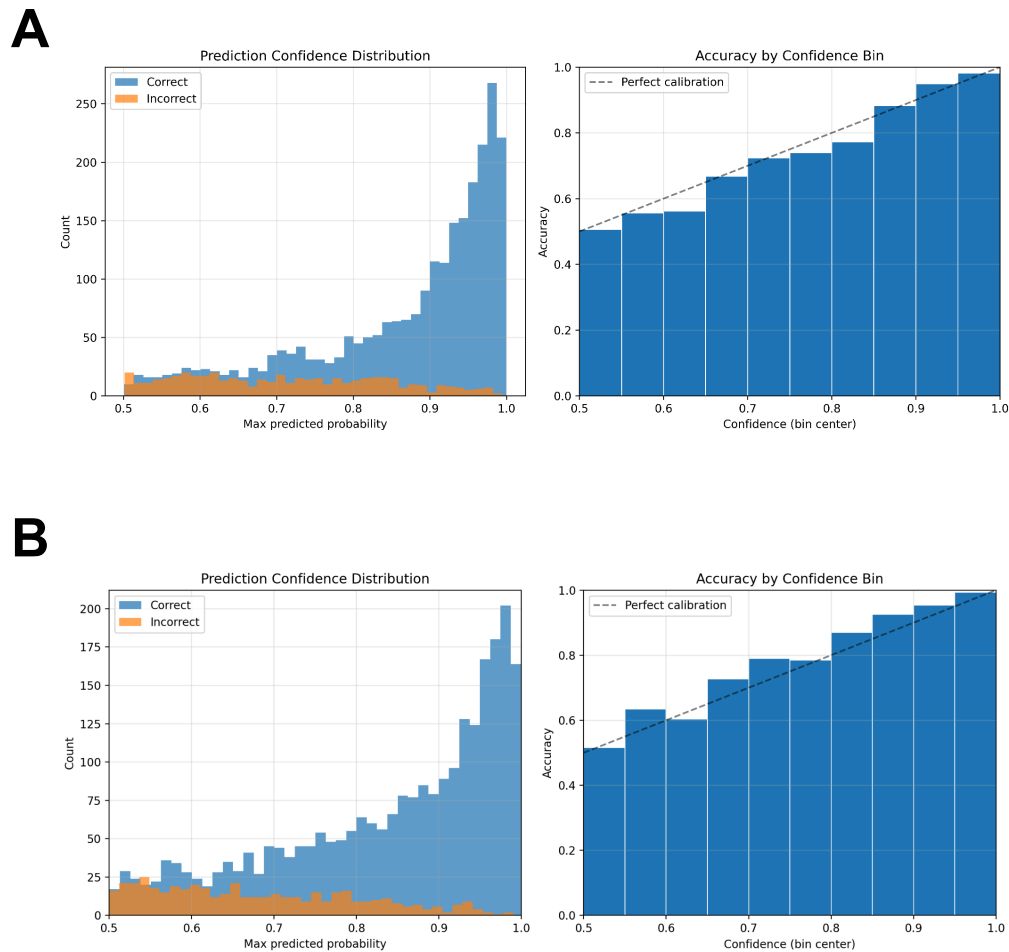 A
Prediction Confidence Distribution
Correct
Incorrect
250
200
150
100
50
0
Count
0.5 0.6 0.7 0.8 0.9 1.0
Max predicted probability
Accuracy by Confidence Bin
Perfect calibration
1.0
0.8
0.6
0.4
0.2
0.0
Accuracy
0.5 0.6 0.7 0.8 0.9 1.0
Confidence (bin center)
B
Prediction Confidence Distribution
Correct
Incorrect
200
175
150
125
100
75
50
25
0
Count
0.5 0.6 0.7 0.8 0.9 1.0
Max predicted probability
Accuracy by Confidence Bin
Perfect calibration
1.0
0.8
0.6
0.4
0.2
0.0
Accuracy
0.5 0.6 0.7 0.8 0.9 1.0
Confidence (bin center)